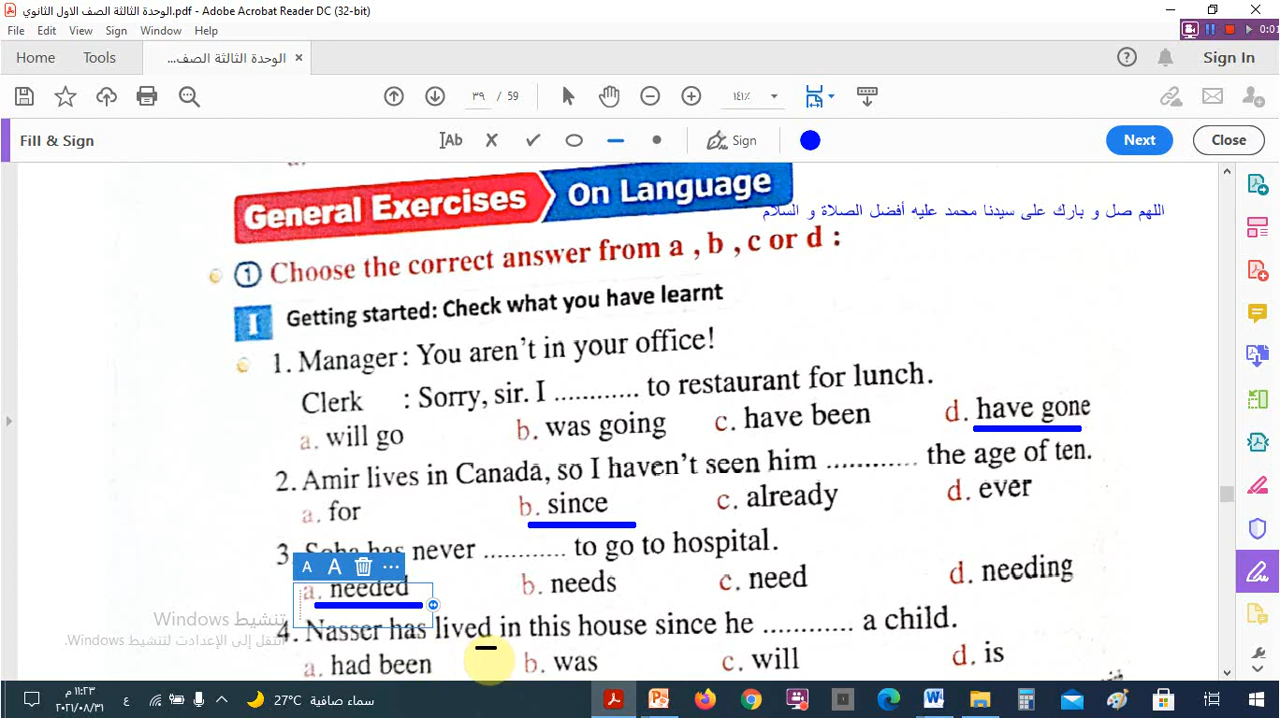 الوحدة الثالثة الصف الاول الثانوي.pdf - Adobe Acrobat Reader DC (32-bit)
File Edit View Sign Window Help
0:01
Home Tools الوحدة الثالثة الصف... × Sign In
٣٩ / 59 ١٤١٪
Fill & Sign Ab Sign Next Close
General Exercises On Language
اللهم صل و بارك على سيدنا محمد عليه أفضل الصلاة و السلام
1 Choose the correct answer from a , b , c or d :
I Getting started: Check what you have learnt
1. Manager : You aren't in your office!
Clerk : Sorry, sir. I ............ to restaurant for lunch.
a. will go b. was going c. have been d. have gone
2. Amir lives in Canada, so I haven't seen him ............ the age of ten.
a. for b. since c. already d. ever
3. Soha has never ............ to go to hospital.
A A ...
a. needed b. needs c. need d. needing
تنشيط Windows
4. Nasser has lived in this house since he ............ a child.
انتقل إلى الإعدادات لتنشيط Windows.
a. had been b. was c. will d. is
١١:٢٣ م
٢٠٢١/٠٨/٣١
ع
27°C سماء صافية